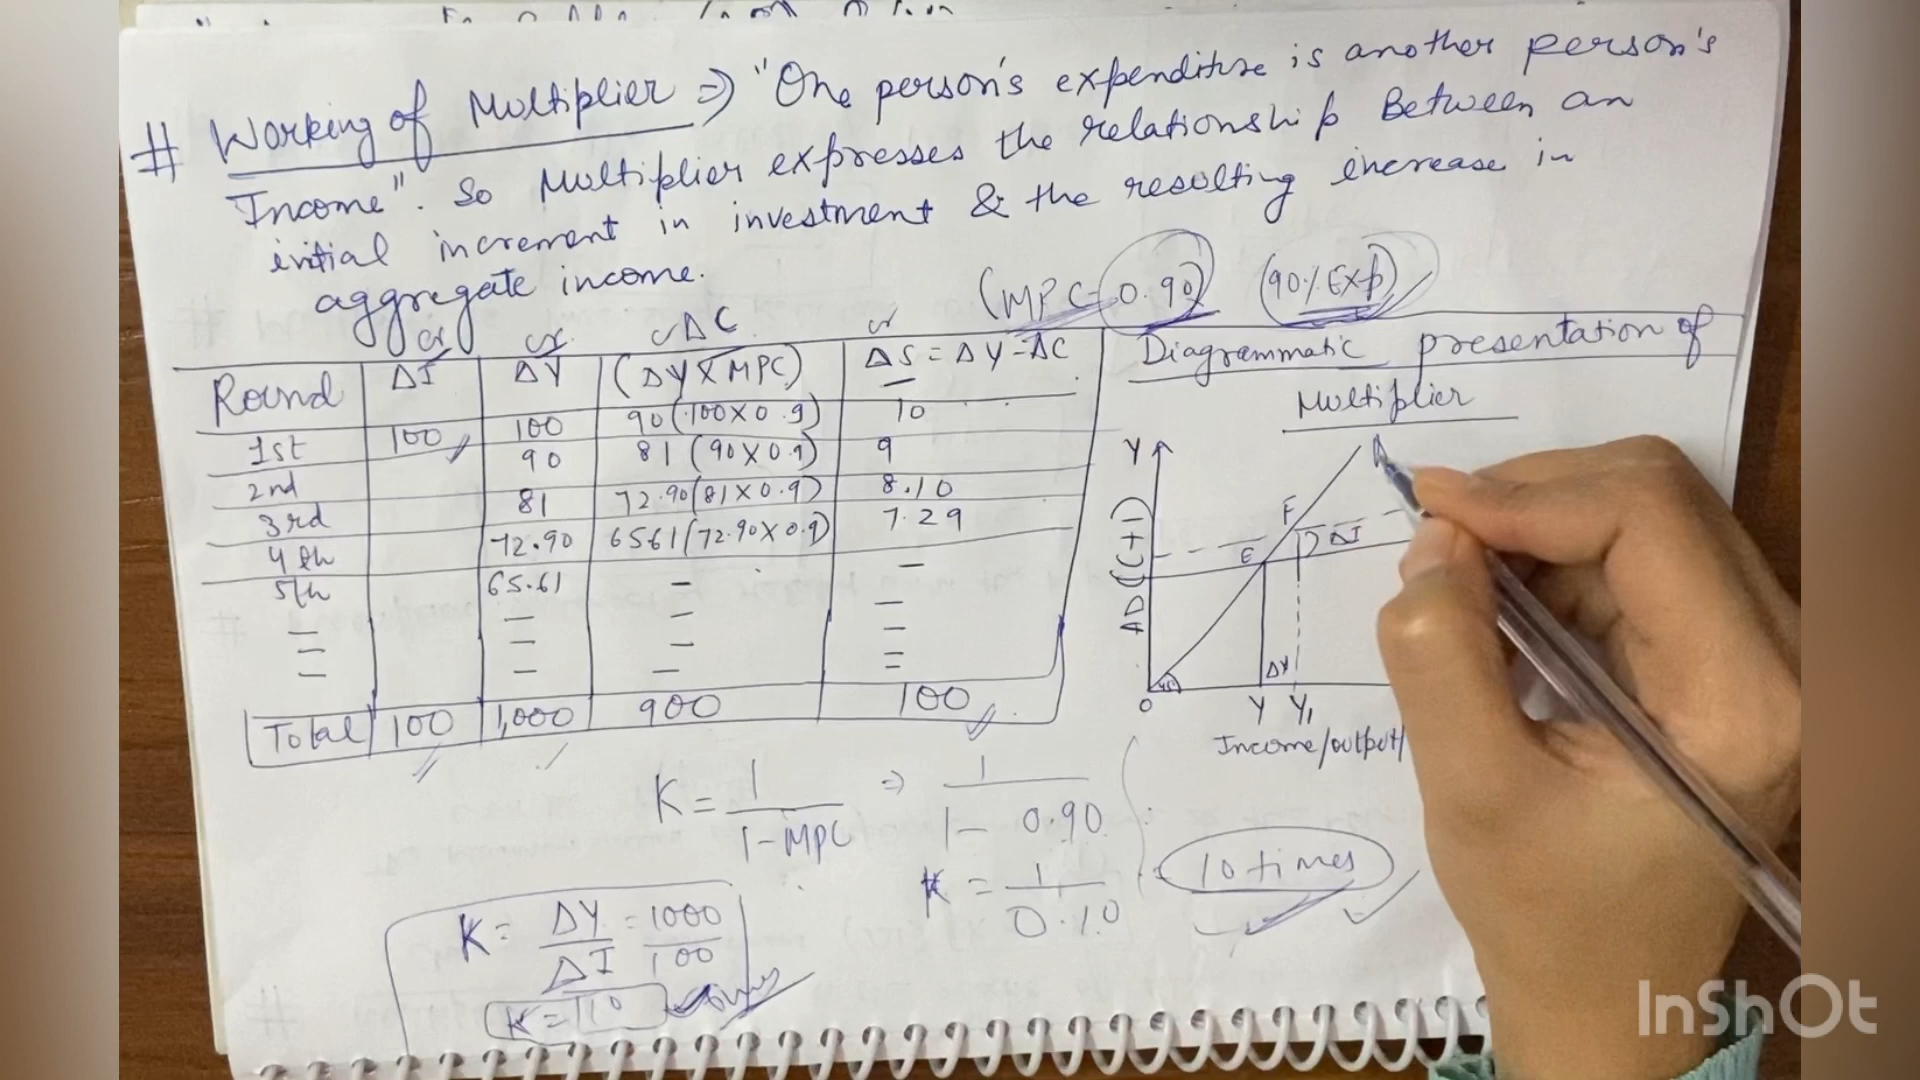 # Working of Multiplier => "One person's expenditure is another person's
Income". So Multiplier expresses the relationship Between an
initial increment in investment & the resulting increase in
aggregate income.
(MPC = 0.90) (90% Exp)
Round ΔI ΔY ΔC (ΔY X MPC) ΔS = ΔY - ΔC
1st 100 100 90 (100 X 0.9) 10
2nd 90 81 (90 X 0.9) 9
3rd 81 72.90 (81 X 0.9) 8.10
4th 72.90 6561 (72.90 X 0.9) 7.29
5th 65.61 — —
— — — —
— — — —
— — — —
Total 100 1,000 900 100
Diagrammatic presentation of
Multiplier
Y
AD (C+I)
F
E ΔI
45° ΔY
O Y Y1
Income/output/
K = 1 / 1 - MPC => 1 / 1 - 0.90
K = 1 / 0.10 10 times
K = ΔY / ΔI = 1000 / 100
K = 10
InShOt